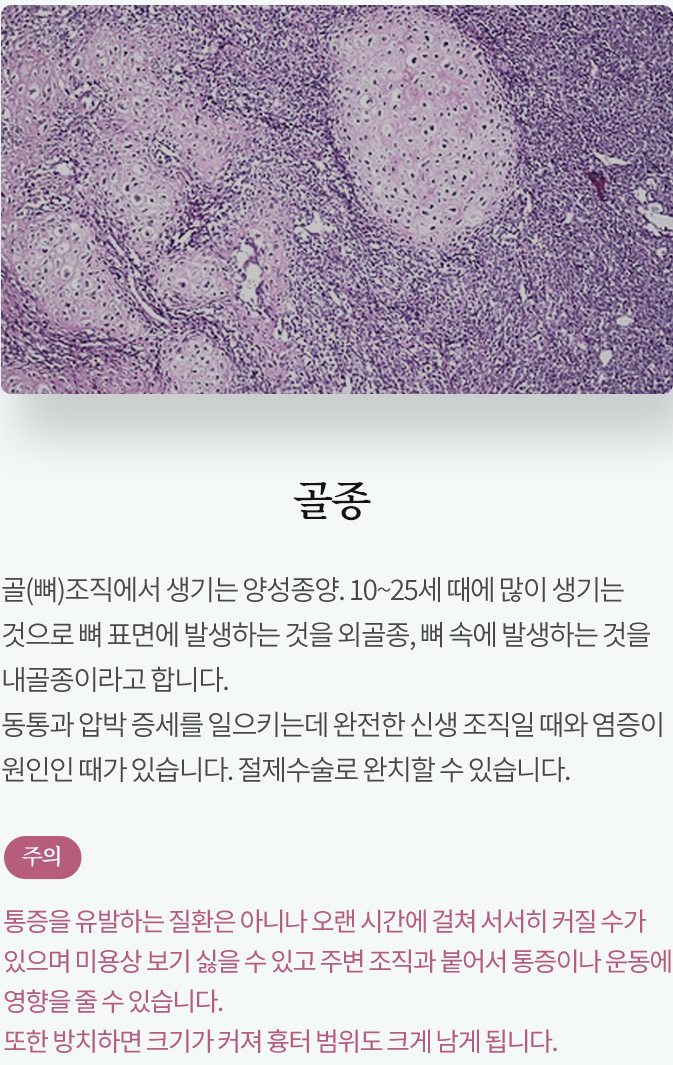 골종
골(뼈)조직에서 생기는 양성종양. 10~25세 때에 많이 생기는
것으로 뼈 표면에 발생하는 것을 외골종, 뼈 속에 발생하는 것을
내골종이라고 합니다.
동통과 압박 증세를 일으키는데 완전한 신생 조직일 때와 염증이
원인인 때가 있습니다. 절제수술로 완치할 수 있습니다.
주의
통증을 유발하는 질환은 아니나 오랜 시간에 걸쳐 서서히 커질 수가
있으며 미용상 보기 싫을 수 있고 주변 조직과 붙어서 통증이나 운동에
영향을 줄 수 있습니다.
또한 방치하면 크기가 커져 흉터 범위도 크게 남게 됩니다.